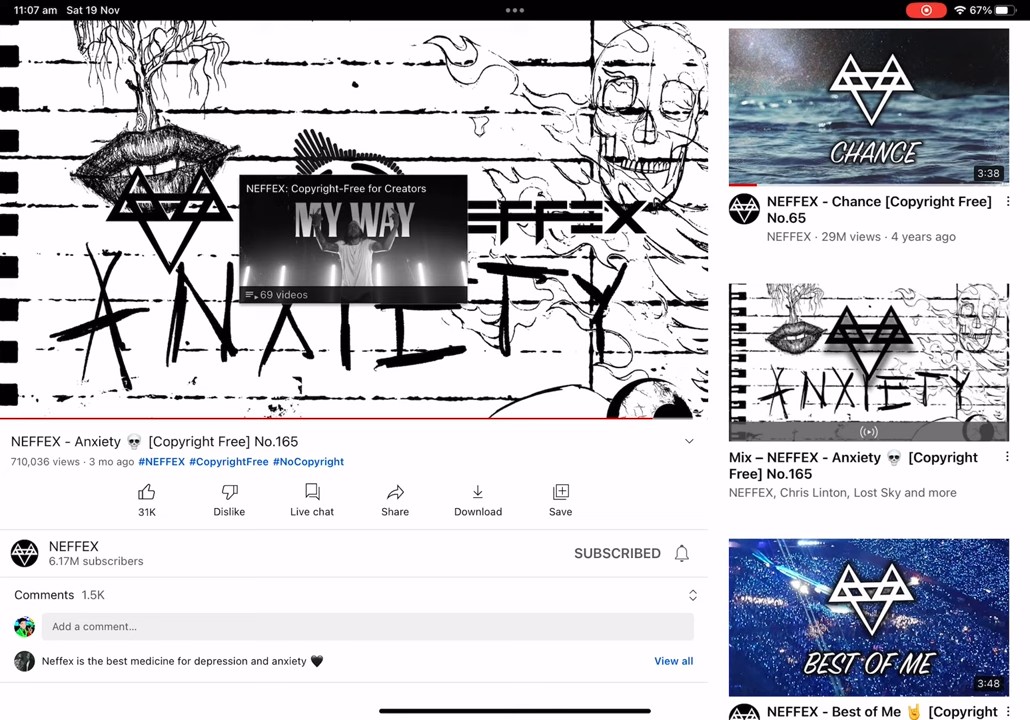 11:07 am Sat 19 Nov
67%
NEFFEX: Copyright-Free for Creators
MY WAY
69 videos
NEFFEX
ANXIETY
NEFFEX - Anxiety 💀 [Copyright Free] No.165
710,036 views · 3 mo ago #NEFFEX #CopyrightFree #NoCopyright
31K
Dislike
Live chat
Share
Download
Save
NEFFEX
6.17M subscribers
SUBSCRIBED
Comments 1.5K
Add a comment...
Neffex is the best medicine for depression and anxiety 🖤
View all
CHANCE
3:38
NEFFEX - Chance [Copyright Free]
No.65
NEFFEX · 29M views · 4 years ago
ANXIETY
Mix – NEFFEX - Anxiety 💀 [Copyright
Free] No.165
NEFFEX, Chris Linton, Lost Sky and more
BEST OF ME
3:48
NEFFEX - Best of Me 🤘 [Copyright